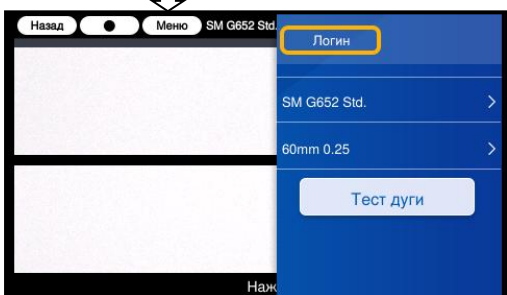 Назад Меню SM G652 Std.
Логин
SM G652 Std.
60mm 0.25
Тест дуги
Наж